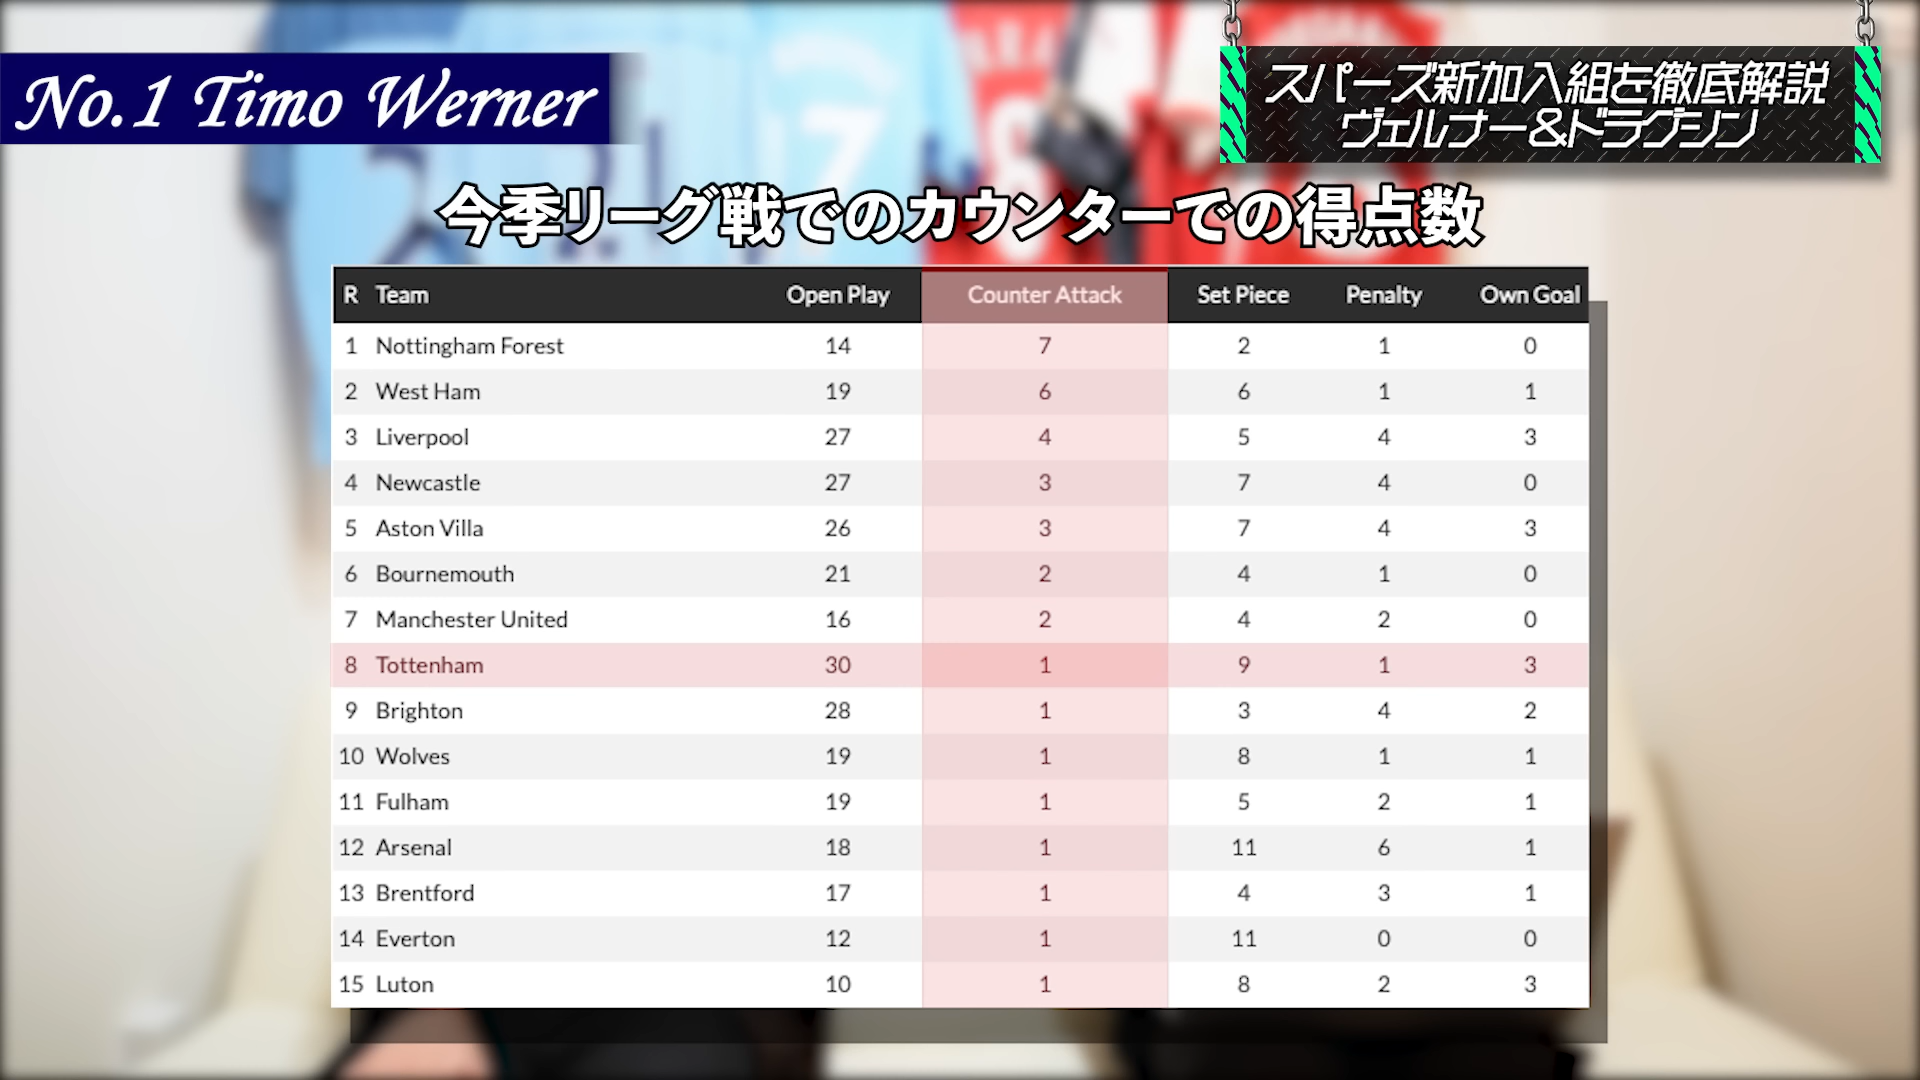 No.1 Timo Werner
スパーズ新加入組を徹底解説
ヴェルナー&ドラグシン
今季リーグ戦でのカウンターでの得点数
R Team Open Play Counter Attack Set Piece Penalty Own Goal
1 Nottingham Forest 14 7 2 1 0
2 West Ham 19 6 6 1 1
3 Liverpool 27 4 5 4 3
4 Newcastle 27 3 7 4 0
5 Aston Villa 26 3 7 4 3
6 Bournemouth 21 2 4 1 0
7 Manchester United 16 2 4 2 0
8 Tottenham 30 1 9 1 3
9 Brighton 28 1 3 4 2
10 Wolves 19 1 8 1 1
11 Fulham 19 1 5 2 1
12 Arsenal 18 1 11 6 1
13 Brentford 17 1 4 3 1
14 Everton 12 1 11 0 0
15 Luton 10 1 8 2 3